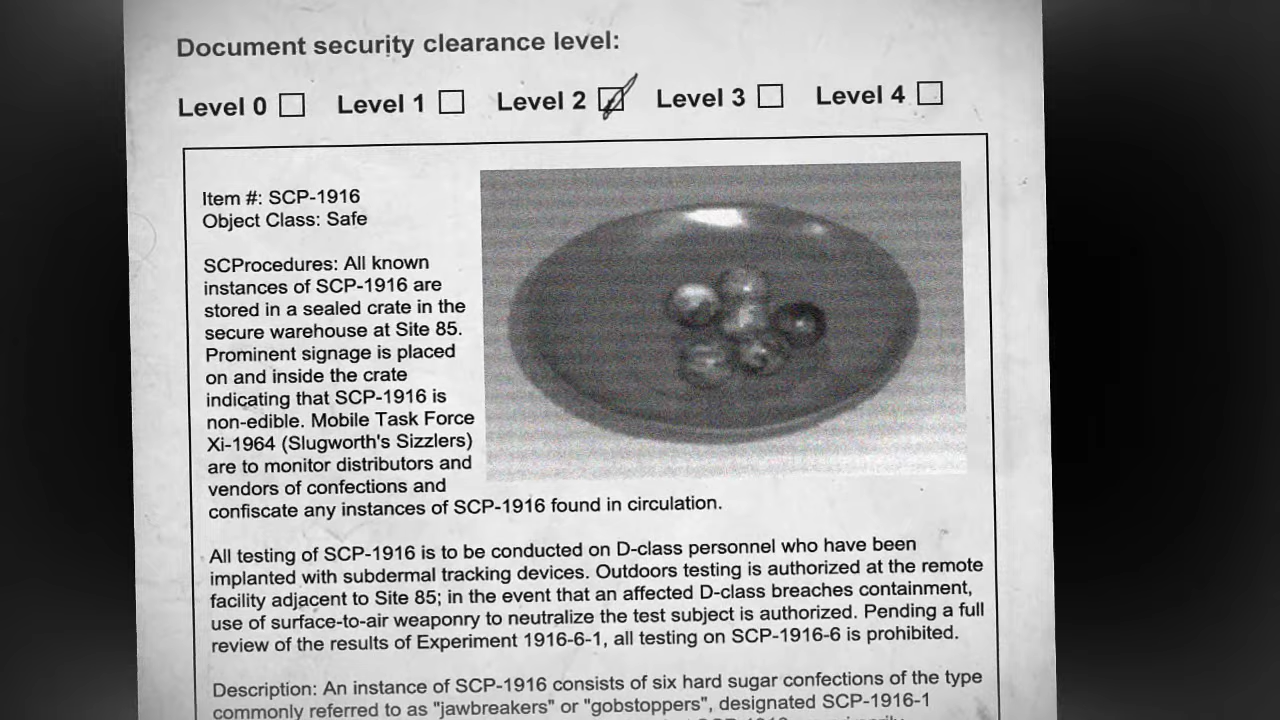 Document security clearance level:
Level 0 Level 1 Level 2 Level 3 Level 4
Item #: SCP-1916
Object Class: Safe
SCProcedures: All known
instances of SCP-1916 are
stored in a sealed crate in the
secure warehouse at Site 85.
Prominent signage is placed
on and inside the crate
indicating that SCP-1916 is
non-edible. Mobile Task Force
Xi-1964 (Slugworth's Sizzlers)
are to monitor distributors and
vendors of confections and
confiscate any instances of SCP-1916 found in circulation.
All testing of SCP-1916 is to be conducted on D-class personnel who have been
implanted with subdermal tracking devices. Outdoors testing is authorized at the remote
facility adjacent to Site 85; in the event that an affected D-class breaches containment,
use of surface-to-air weaponry to neutralize the test subject is authorized. Pending a full
review of the results of Experiment 1916-6-1, all testing on SCP-1916-6 is prohibited.
Description: An instance of SCP-1916 consists of six hard sugar confections of the type
commonly referred to as "jawbreakers" or "gobstoppers", designated SCP-1916-1